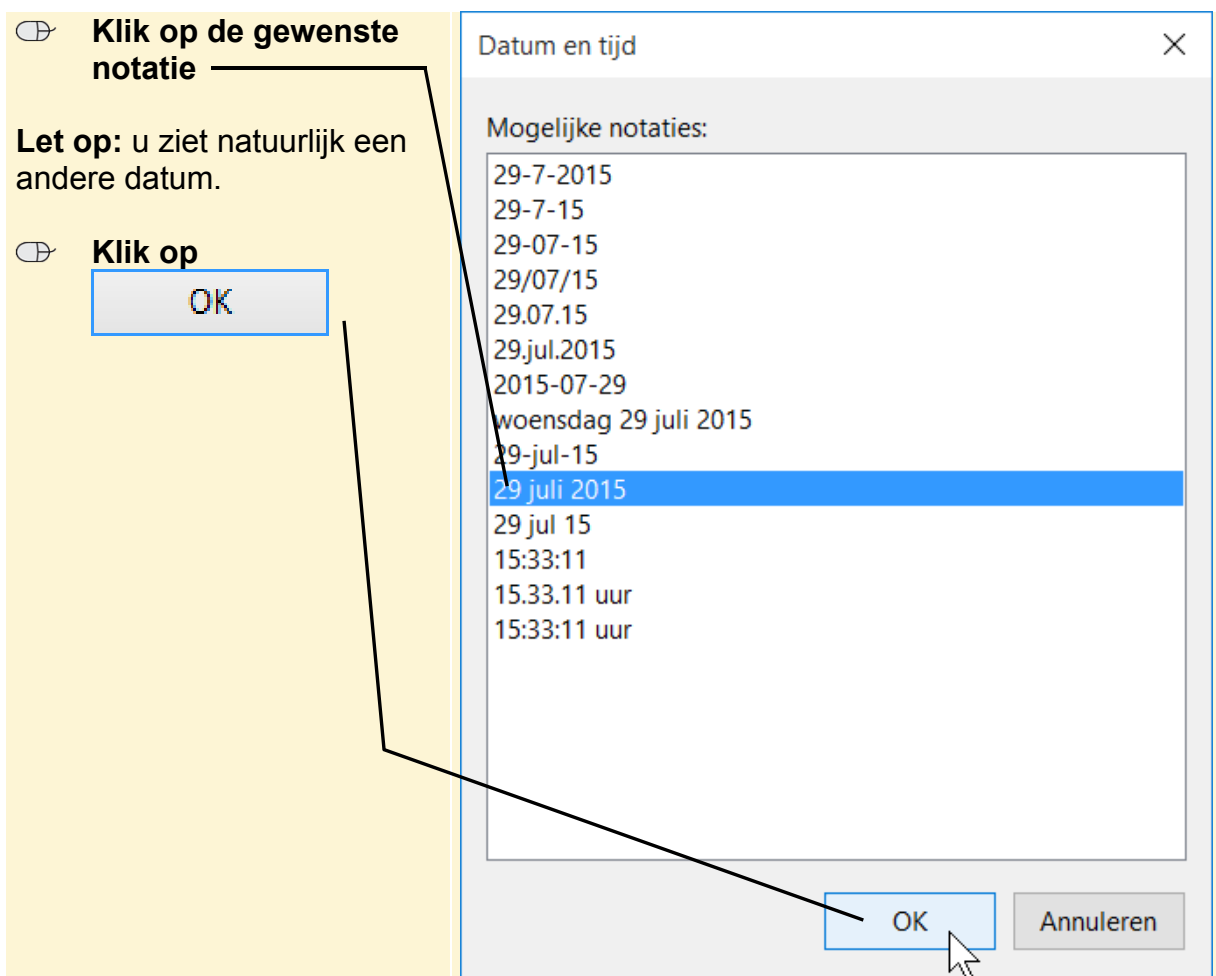 Klik op de gewenste
notatie
Let op: u ziet natuurlijk een
andere datum.
Klik op
OK
Datum en tijd
Mogelijke notaties:
29-7-2015
29-7-15
29-07-15
29/07/15
29.07.15
29.jul.2015
2015-07-29
woensdag 29 juli 2015
29-jul-15
29 juli 2015
29 jul 15
15:33:11
15.33.11 uur
15:33:11 uur
OK
Annuleren